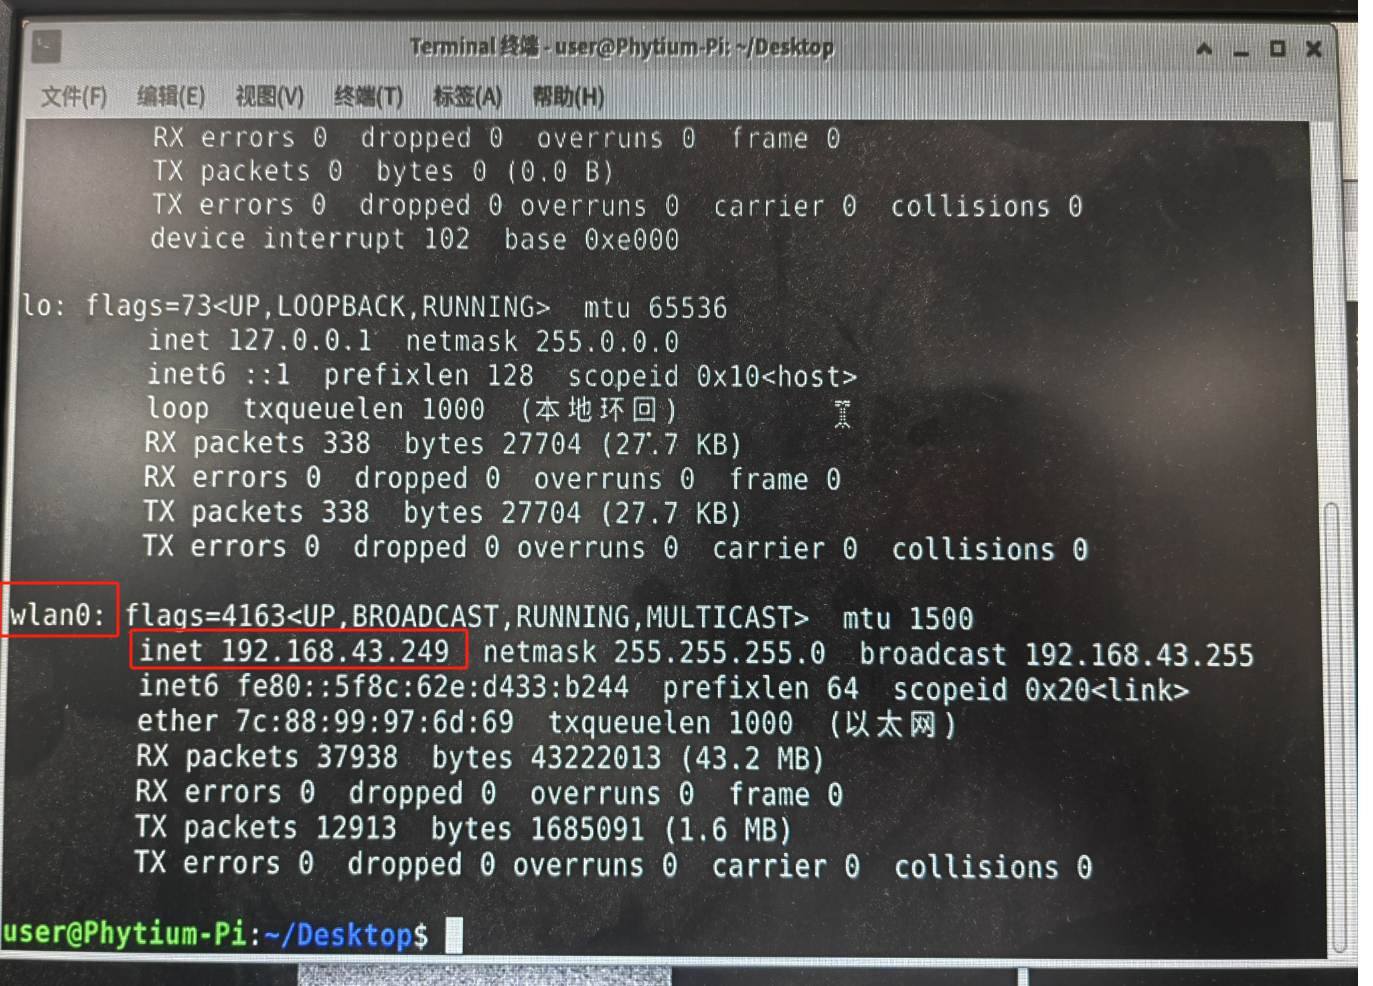 Terminal 终端 - user@Phytium-Pi: ~/Desktop
文件(F) 编辑(E) 视图(V) 终端(T) 标签(A) 帮助(H)
RX errors 0  dropped 0  overruns 0  frame 0
TX packets 0  bytes 0 (0.0 B)
TX errors 0  dropped 0 overruns 0  carrier 0  collisions 0
device interrupt 102  base 0xe000
lo: flags=73<UP,LOOPBACK,RUNNING>  mtu 65536
inet 127.0.0.1  netmask 255.0.0.0
inet6 ::1  prefixlen 128  scopeid 0x10<host>
loop  txqueuelen 1000  (本地环回)
RX packets 338  bytes 27704 (27.7 KB)
RX errors 0  dropped 0  overruns 0  frame 0
TX packets 338  bytes 27704 (27.7 KB)
TX errors 0  dropped 0 overruns 0  carrier 0  collisions 0
wlan0: flags=4163<UP,BROADCAST,RUNNING,MULTICAST>  mtu 1500
inet 192.168.43.249  netmask 255.255.255.0  broadcast 192.168.43.255
inet6 fe80::5f8c:62e:d433:b244  prefixlen 64  scopeid 0x20<link>
ether 7c:88:99:97:6d:69  txqueuelen 1000  (以太网)
RX packets 37938  bytes 43222013 (43.2 MB)
RX errors 0  dropped 0  overruns 0  frame 0
TX packets 12913  bytes 1685091 (1.6 MB)
TX errors 0  dropped 0 overruns 0  carrier 0  collisions 0
user@Phytium-Pi:~/Desktop$